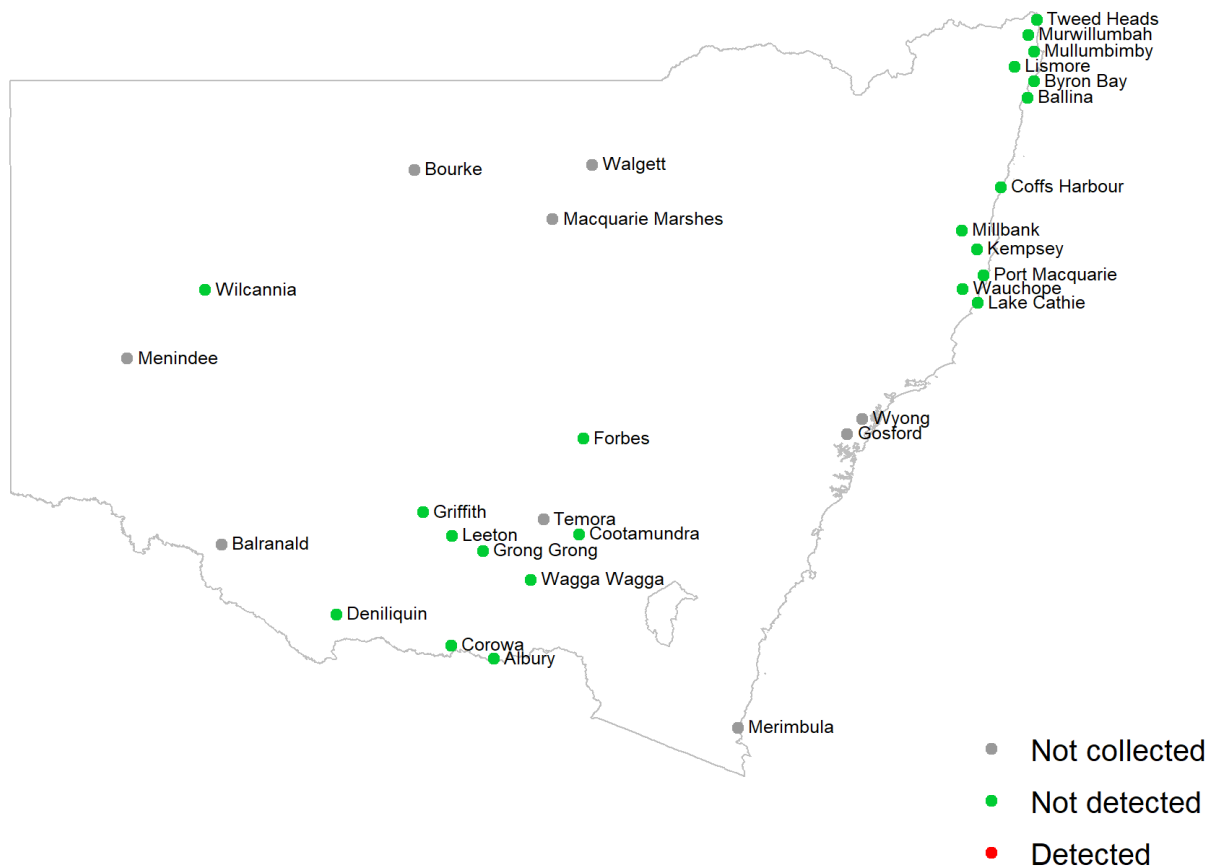 Tweed Heads
Murwillumbah
Mullumbimby
Lismore
Byron Bay
Ballina
Walgett
Bourke
Coffs Harbour
Macquarie Marshes
Millbank
Kempsey
Port Macquarie
Wilcannia
Wauchope
Lake Cathie
Menindee
Wyong
Gosford
Forbes
Griffith
Temora
Leeton
Cootamundra
Balranald
Grong Grong
Wagga Wagga
Deniliquin
Corowa
Albury
Merimbula
Not collected
Not detected
Detected